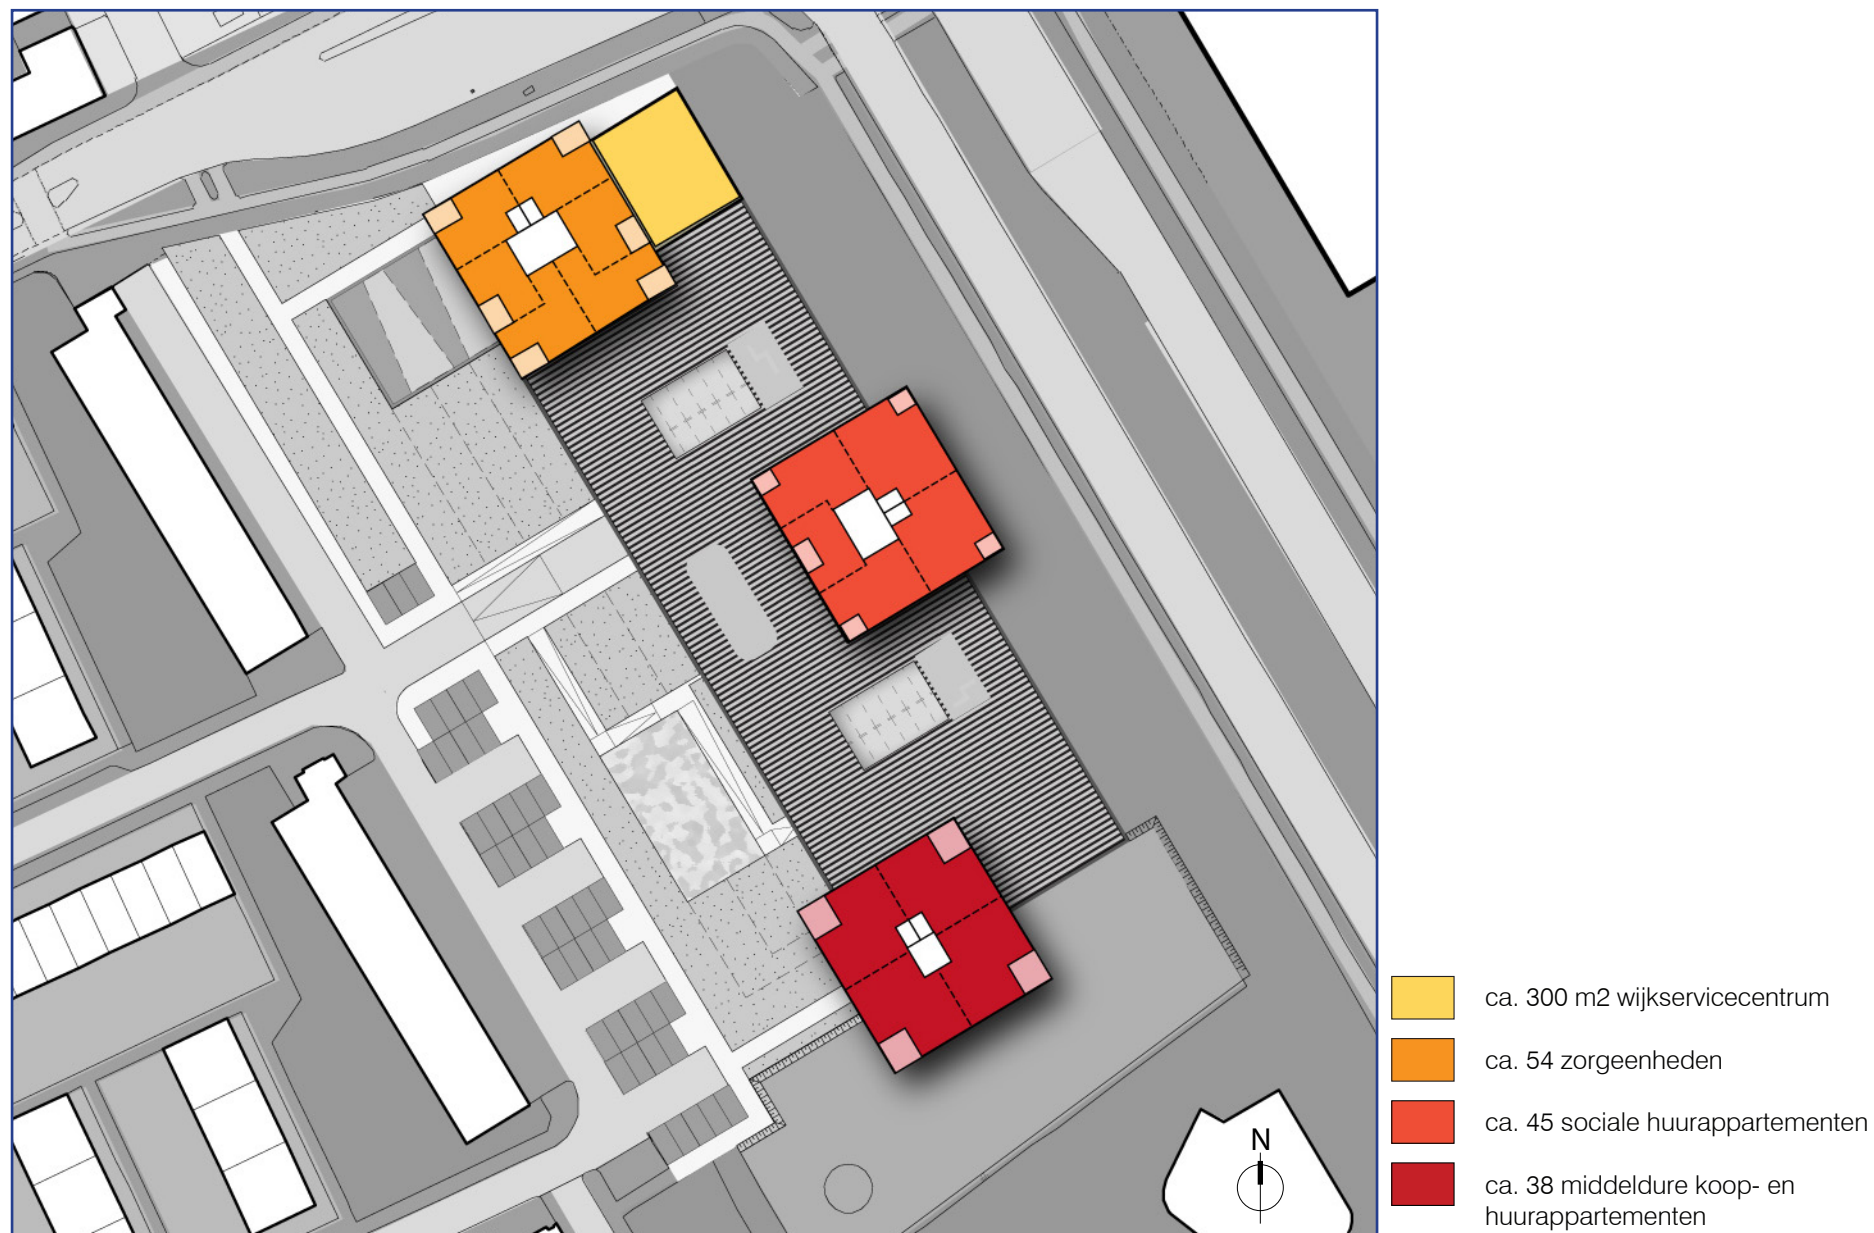 ca. 300 m2 wijkservicecentrum
ca. 54 zorgeenheden
ca. 45 sociale huurappartementen
ca. 38 middeldure koop- en
huurappartementen
N